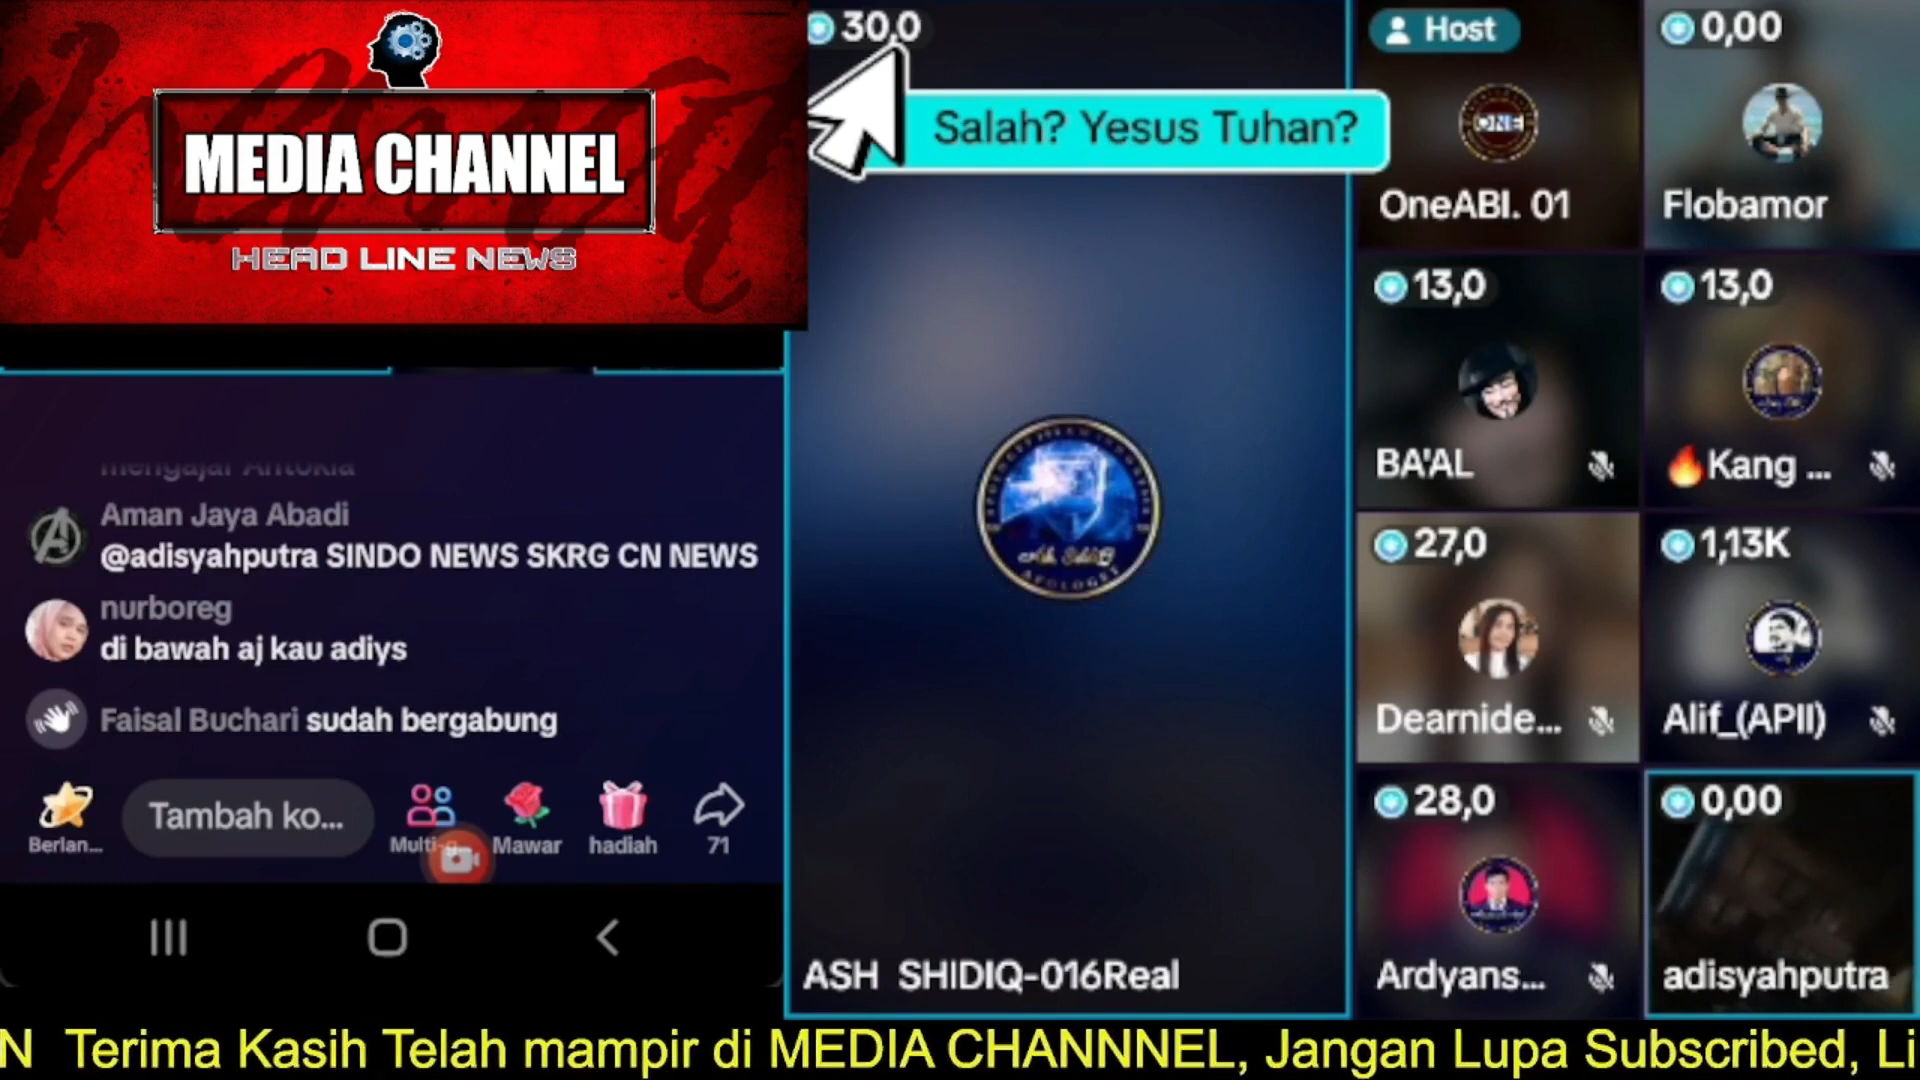 MEDIA CHANNEL
HEAD LINE NEWS
Aman Jaya Abadi
@adisyahputra SINDO NEWS SKRG CN NEWS
nurboreg
di bawah aj kau adiys
Faisal Buchari sudah bergabung
Berlan...
Tambah ko...
Multi-g
Mawar
hadiah
71
30,0
Salah? Yesus Tuhan?
ASH SHIDIQ-016Real
APOLOGET
Host
ONE
OneABI. 01
0,00
Flobamor
13,0
BA'AL
13,0
Kang ...
27,0
Dearnide...
1,13K
Alif_(APII)
28,0
Ardyans...
0,00
adisyahputra
N Terima Kasih Telah mampir di MEDIA CHANNNEL, Jangan Lupa Subscribed, Li